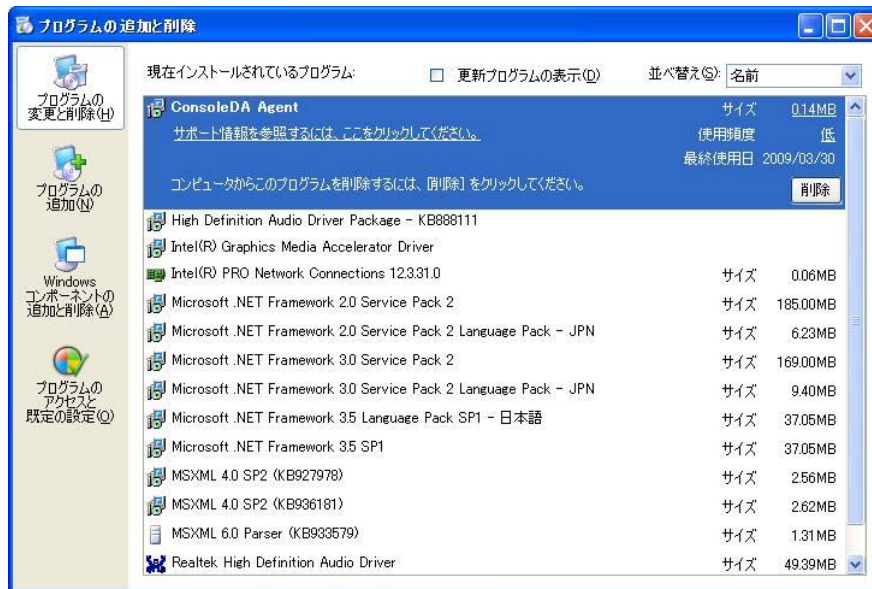 プログラムの追加と削除
プログラムの
変更と削除(H)
プログラムの
追加(N)
Windows
コンポーネントの
追加と削除(A)
プログラムの
アクセスと
既定の設定(O)
現在インストールされているプログラム:
更新プログラムの表示(D)
並べ替え(S): 名前
ConsoleDA Agent サイズ 0.14MB
サポート情報を参照するには、ここをクリックしてください。 使用頻度 低
最終使用日 2009/03/30
コンピュータからこのプログラムを削除するには、[削除] をクリックしてください。 削除
High Definition Audio Driver Package - KB888111
Intel(R) Graphics Media Accelerator Driver
Intel(R) PRO Network Connections 12.3.31.0 サイズ 0.06MB
Microsoft .NET Framework 2.0 Service Pack 2 サイズ 185.00MB
Microsoft .NET Framework 2.0 Service Pack 2 Language Pack - JPN サイズ 6.23MB
Microsoft .NET Framework 3.0 Service Pack 2 サイズ 169.00MB
Microsoft .NET Framework 3.0 Service Pack 2 Language Pack - JPN サイズ 9.40MB
Microsoft .NET Framework 3.5 Language Pack SP1 - 日本語 サイズ 37.05MB
Microsoft .NET Framework 3.5 SP1 サイズ 37.05MB
MSXML 4.0 SP2 (KB927978) サイズ 2.56MB
MSXML 4.0 SP2 (KB936181) サイズ 2.62MB
MSXML 6.0 Parser (KB933579) サイズ 1.31MB
Realtek High Definition Audio Driver サイズ 49.39MB